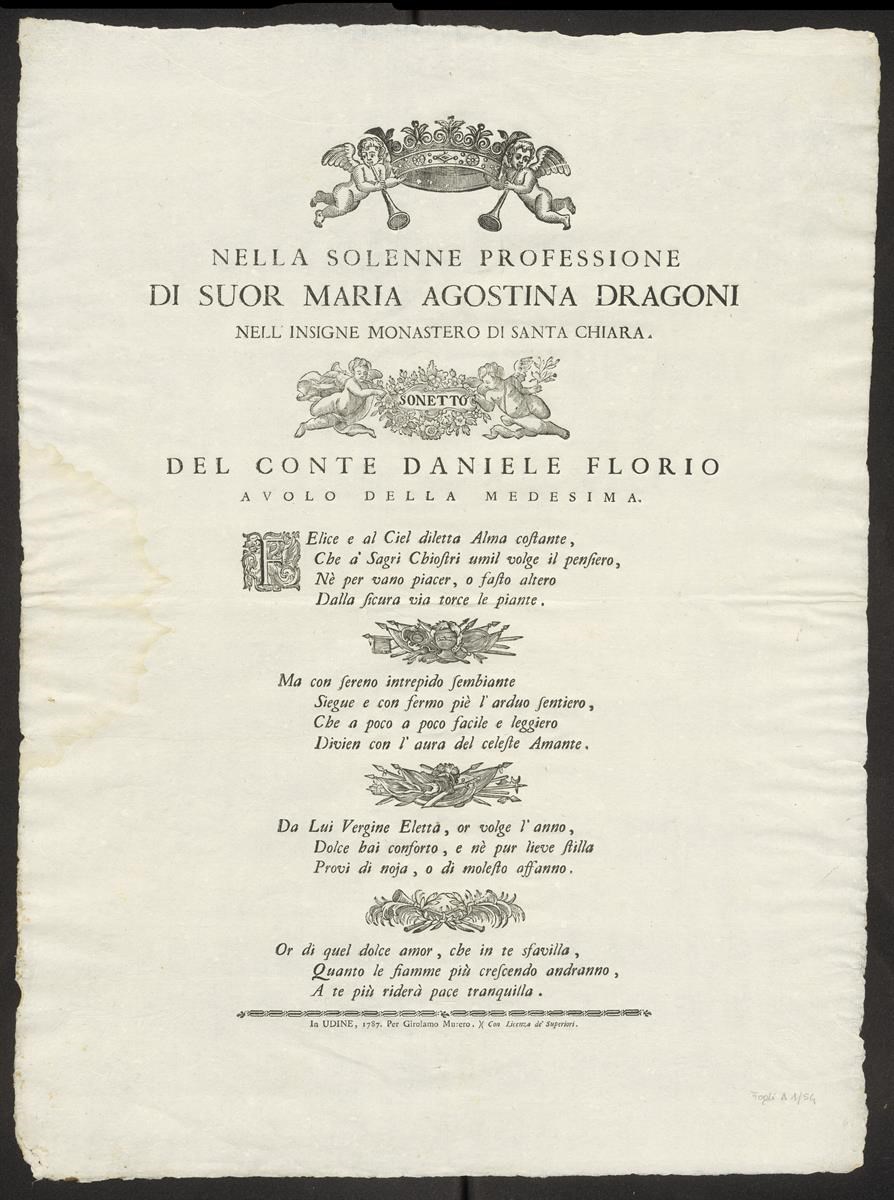 NELLA SOLENNE PROFESSIONE
DI SUOR MARIA AGOSTINA DRAGONI
NELL' INSIGNE MONASTERO DI SANTA CHIARA.
SONETTO
DEL CONTE DANIELE FLORIO
AVOLO DELLA MEDESIMA.
FElice e al Ciel diletta Alma coſtante,
Che a' Sagri Chioſtri umil volge il penſiero,
Nè per vano piacer, o faſto altero
Dalla ſicura via torce le piante.
Ma con ſereno intrepido ſembiante
Siegue e con fermo piè l' arduo ſentiero,
Che a poco a poco facile e leggiero
Divien con l' aura del celeſte Amante.
Da Lui Vergine Eletta, or volge l' anno,
Dolce hai conforto, e nè pur lieve ſtilla
Provi di noja, o di moleſto affanno.
Or di quel dolce amor, che in te sfavilla,
Quanto le fiamme più creſcendo andranno,
A te più riderà pace tranquilla.
In UDINE, 1787. Per Girolamo Murero. )( Con Licenza de' Superiori.
Fogli A 1/54